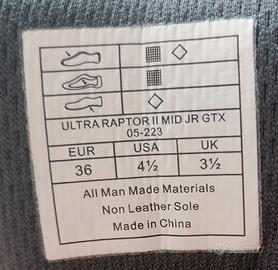 ULTRA RAPTOR II MID JR GTX
05-223
EUR USA UK
36 4½ 3½
All Man Made Materials
Non Leather Sole
Made in China